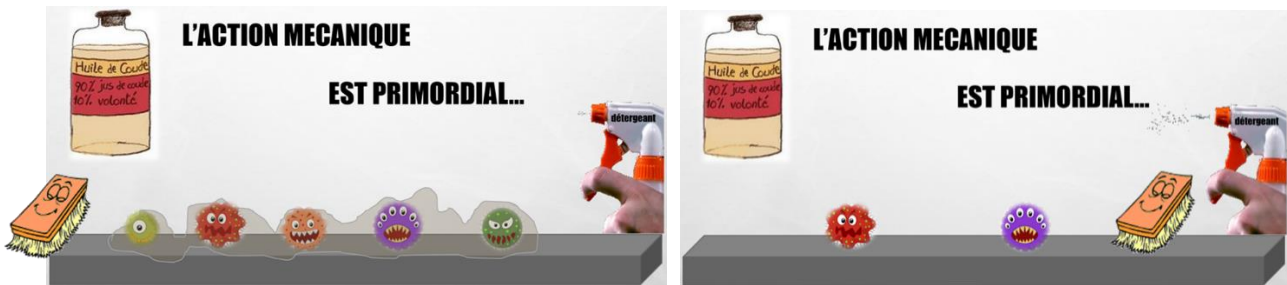 L'ACTION MECANIQUE
EST PRIMORDIAL...
Huile de Coude
90% jus de coude
10% volonté
détergeant
L'ACTION MECANIQUE
EST PRIMORDIAL...
Huile de Coude
90% jus de coude
10% volonté
détergeant